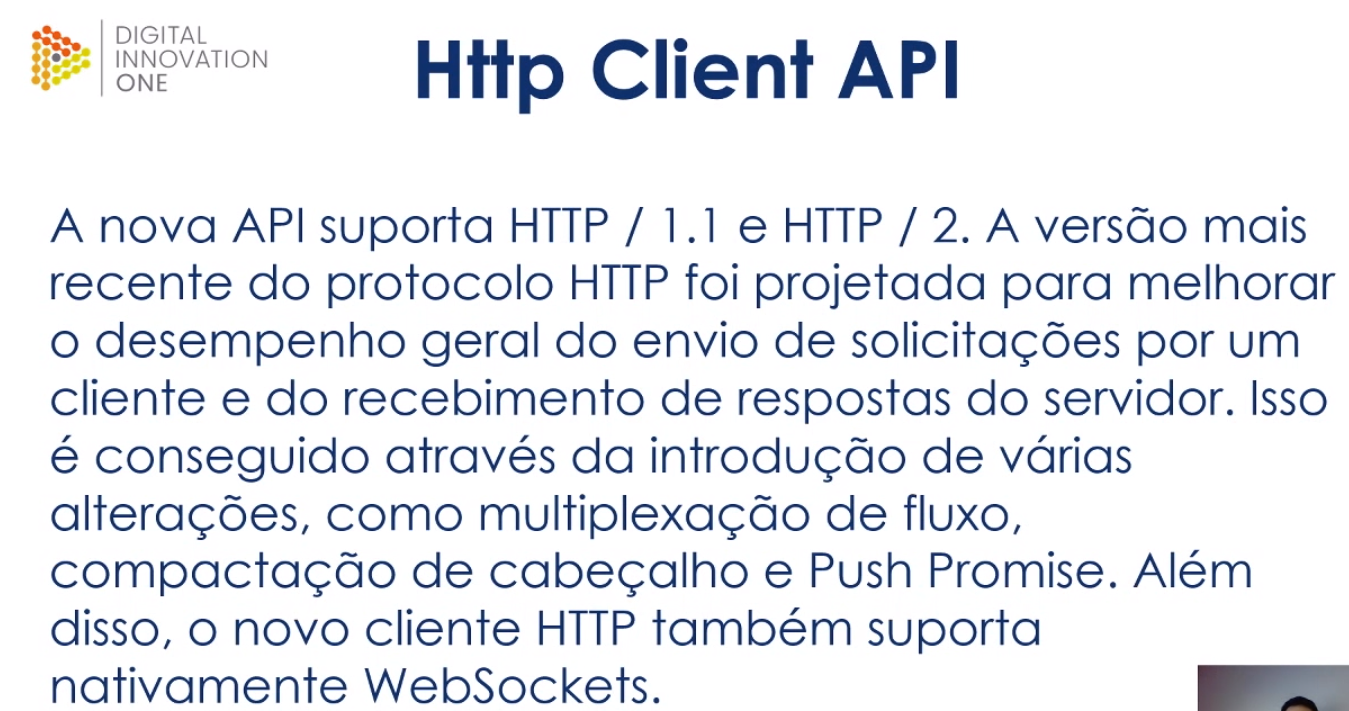 DIGITAL
INNOVATION
ONE
Http Client API
A nova API suporta HTTP / 1.1 e HTTP / 2. A versão mais
recente do protocolo HTTP foi projetada para melhorar
o desempenho geral do envio de solicitações por um
cliente e do recebimento de respostas do servidor. Isso
é conseguido através da introdução de várias
alterações, como multiplexação de fluxo,
compactação de cabeçalho e Push Promise. Além
disso, o novo cliente HTTP também suporta
nativamente WebSockets.